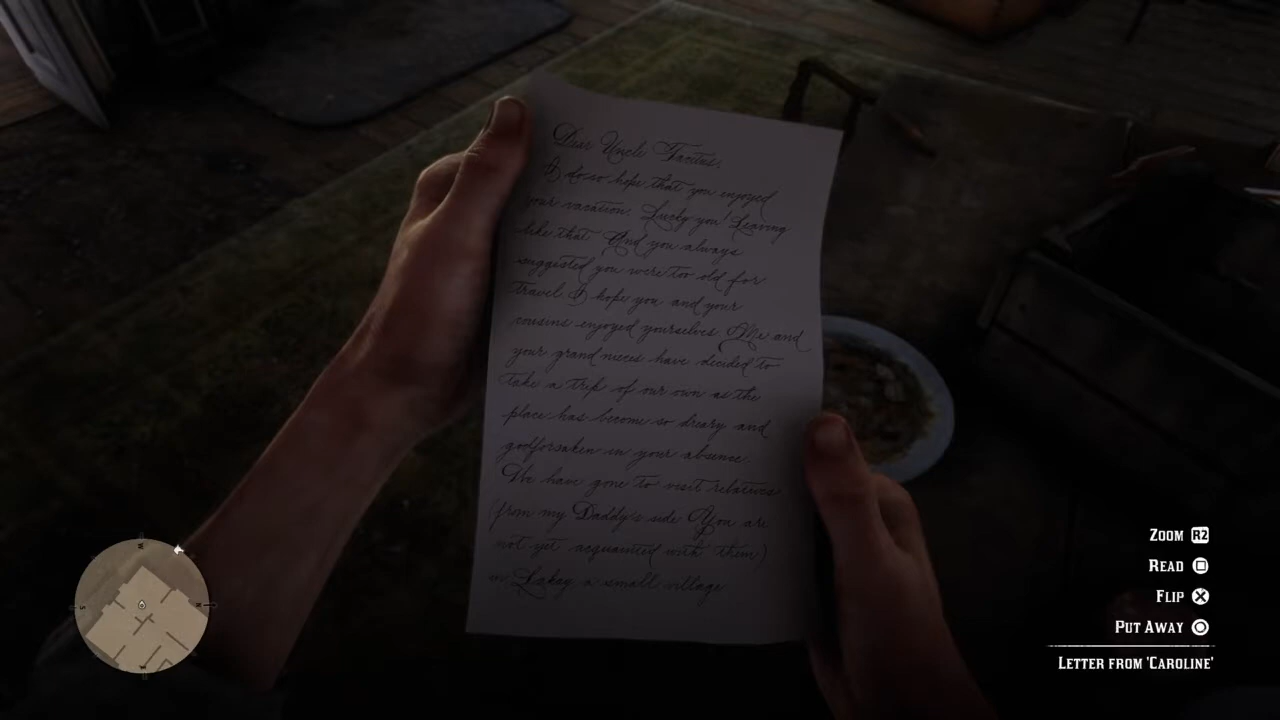 Dear Uncle Tacitus,
I do so hope that you enjoyed
your vacation. Lucky you! Leaving
like that. And you always
suggested you were too old for
travel. I hope you and your
cousins enjoyed yourselves. Me and
your grand nieces have decided to
take a trip of our own as the
place has become so dreary and
godforsaken in your absence.
We have gone to visit relatives
(from my Daddy's side. You are
not yet acquainted with them)
in Lakay a small village
ZOOM R2
READ
FLIP
PUT AWAY
LETTER FROM 'CAROLINE'